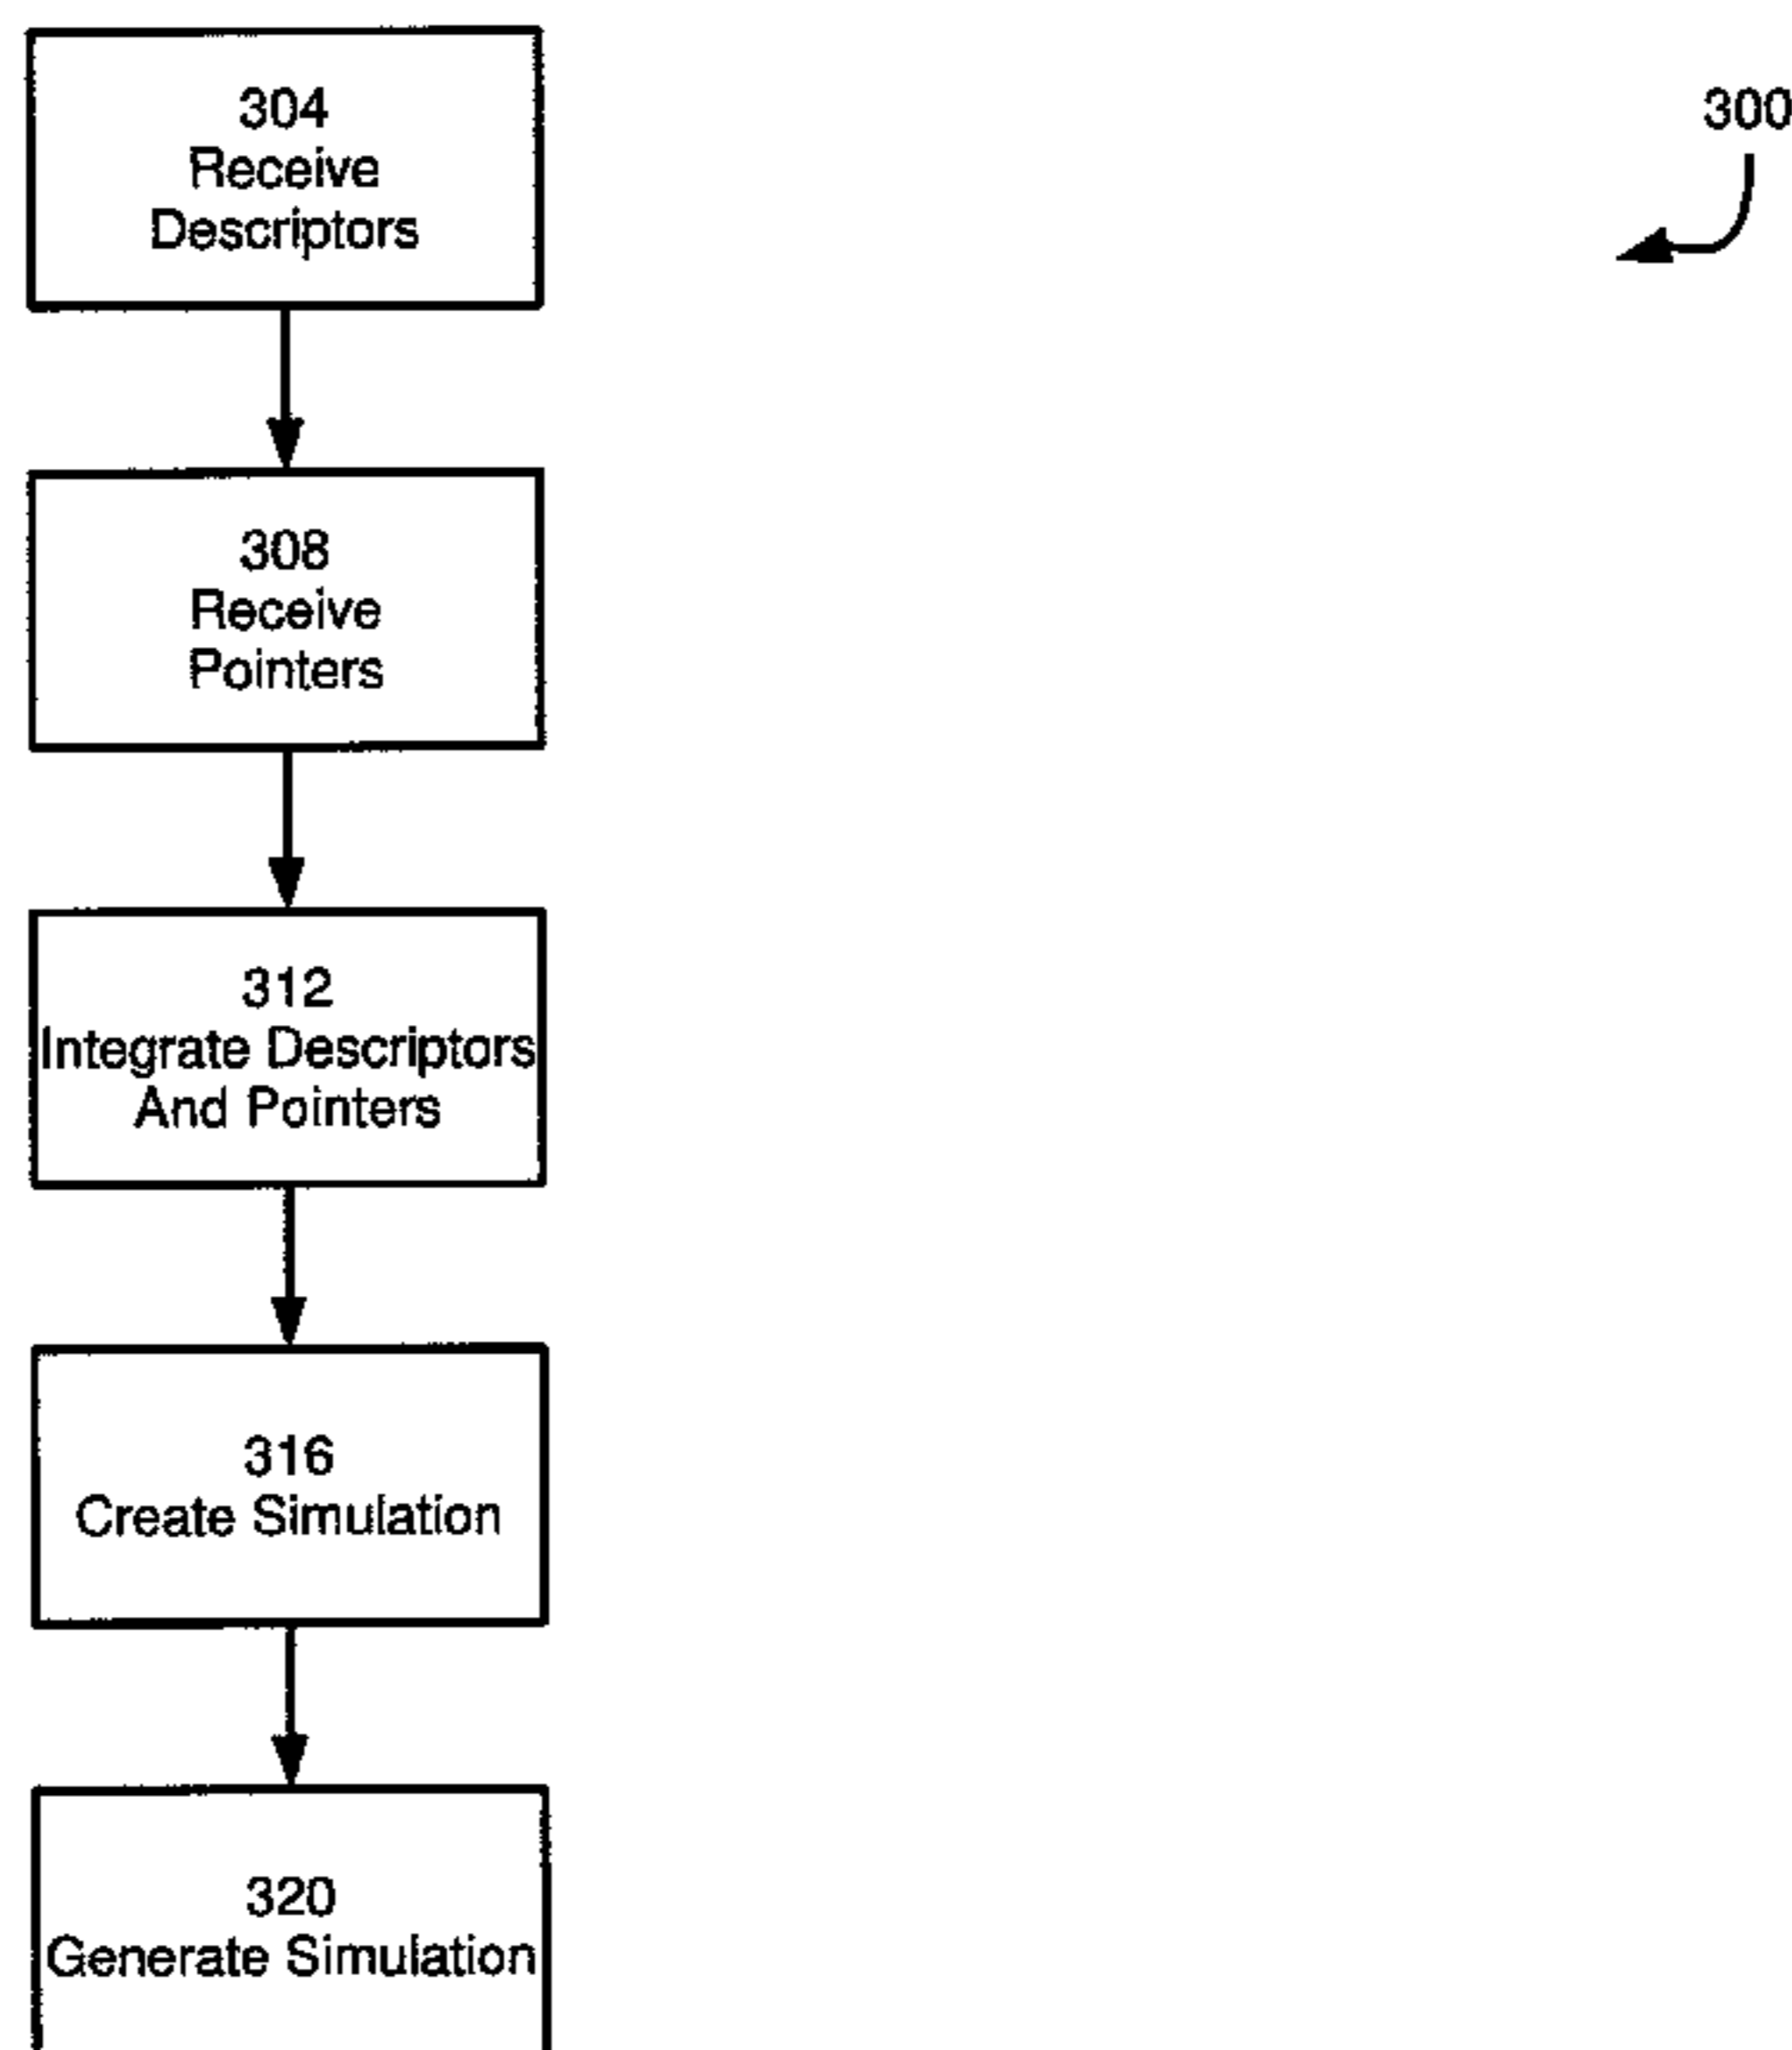 304
Receive
Descriptors
300
308
Receive
Pointers
312
Integrate Descriptors
And Pointers
316
Create Simulation
320
Generate Simulation